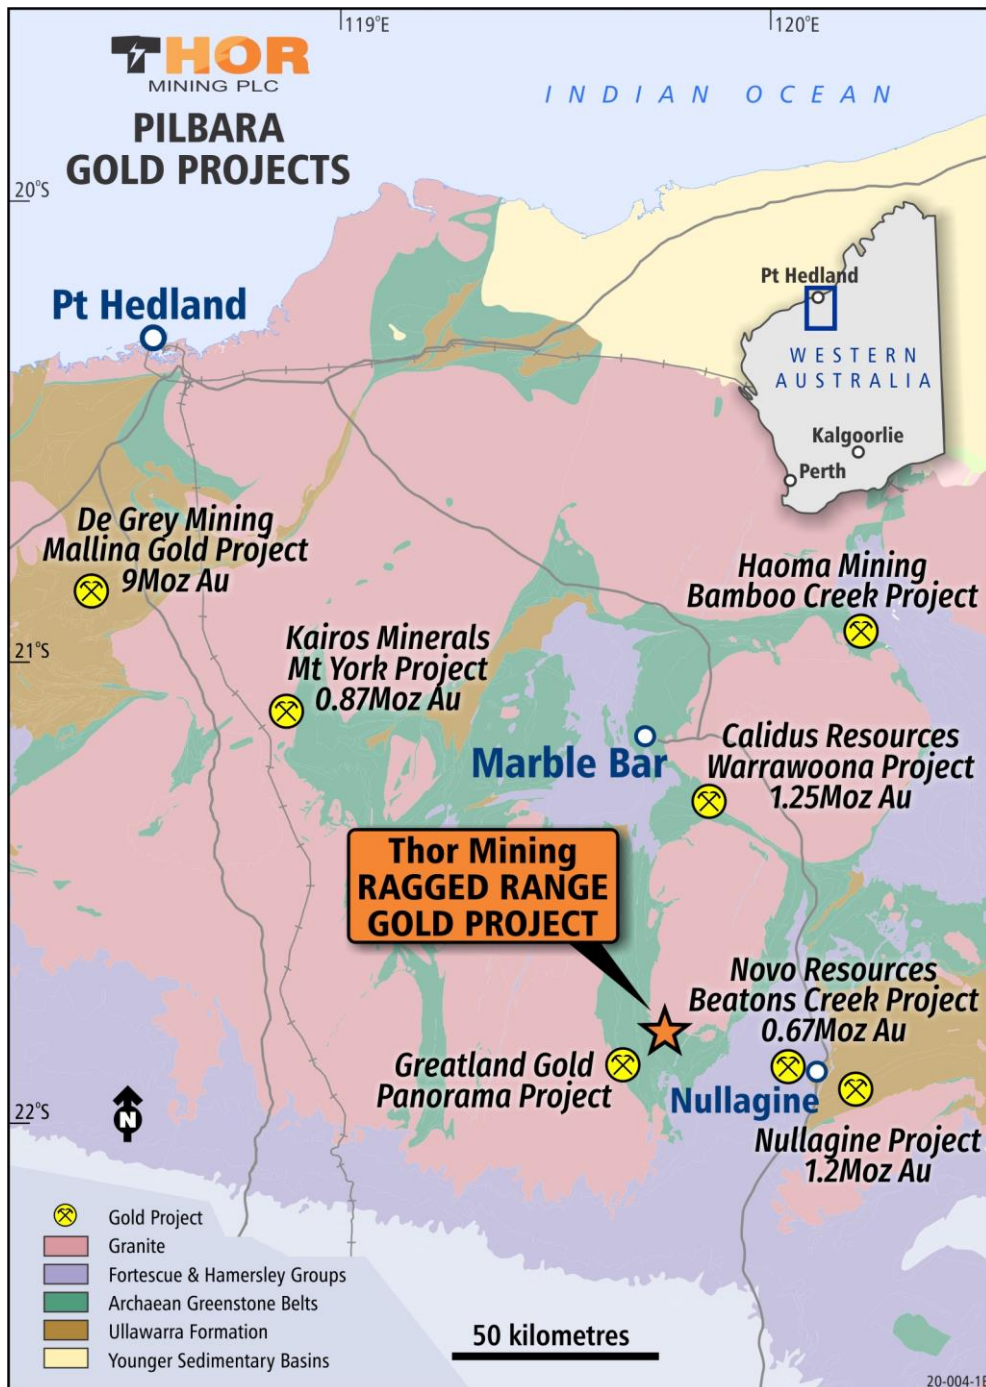 119°E
120°E
THOR
MINING PLC
PILBARA
GOLD PROJECTS
INDIAN OCEAN
20°S
Pt Hedland
Pt Hedland
WESTERN
AUSTRALIA
Kalgoorlie
Perth
De Grey Mining
Mallina Gold Project
9Moz Au
Haoma Mining
Bamboo Creek Project
21°S
Kairos Minerals
Mt York Project
0.87Moz Au
Marble Bar
Calidus Resources
Warrawoona Project
1.25Moz Au
Thor Mining
RAGGED RANGE
GOLD PROJECT
Novo Resources
Beatons Creek Project
0.67Moz Au
Greatland Gold
Panorama Project
Nullagine
22°S
N
Nullagine Project
1.2Moz Au
Gold Project
Granite
Fortescue & Hamersley Groups
Archaean Greenstone Belts
Ullawarra Formation
Younger Sedimentary Basins
50 kilometres